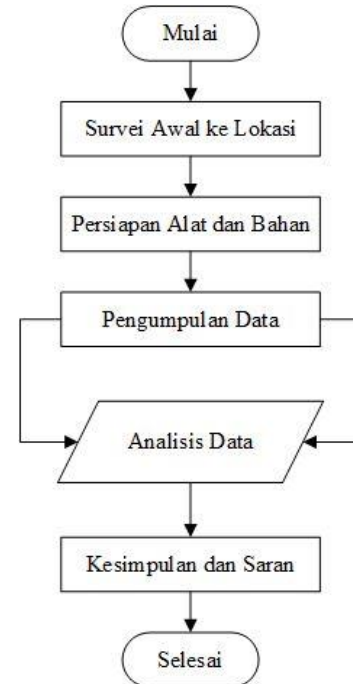 Mulai
Survei Awal ke Lokasi
Persiapan Alat dan Bahan
Pengumpulan Data
Analisis Data
Kesimpulan dan Saran
Selesai